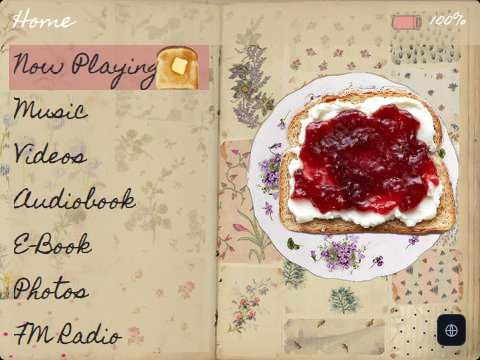 Home
100%
Now Playing
Music
Videos
Audiobook
E-Book
Photos
FM Radio